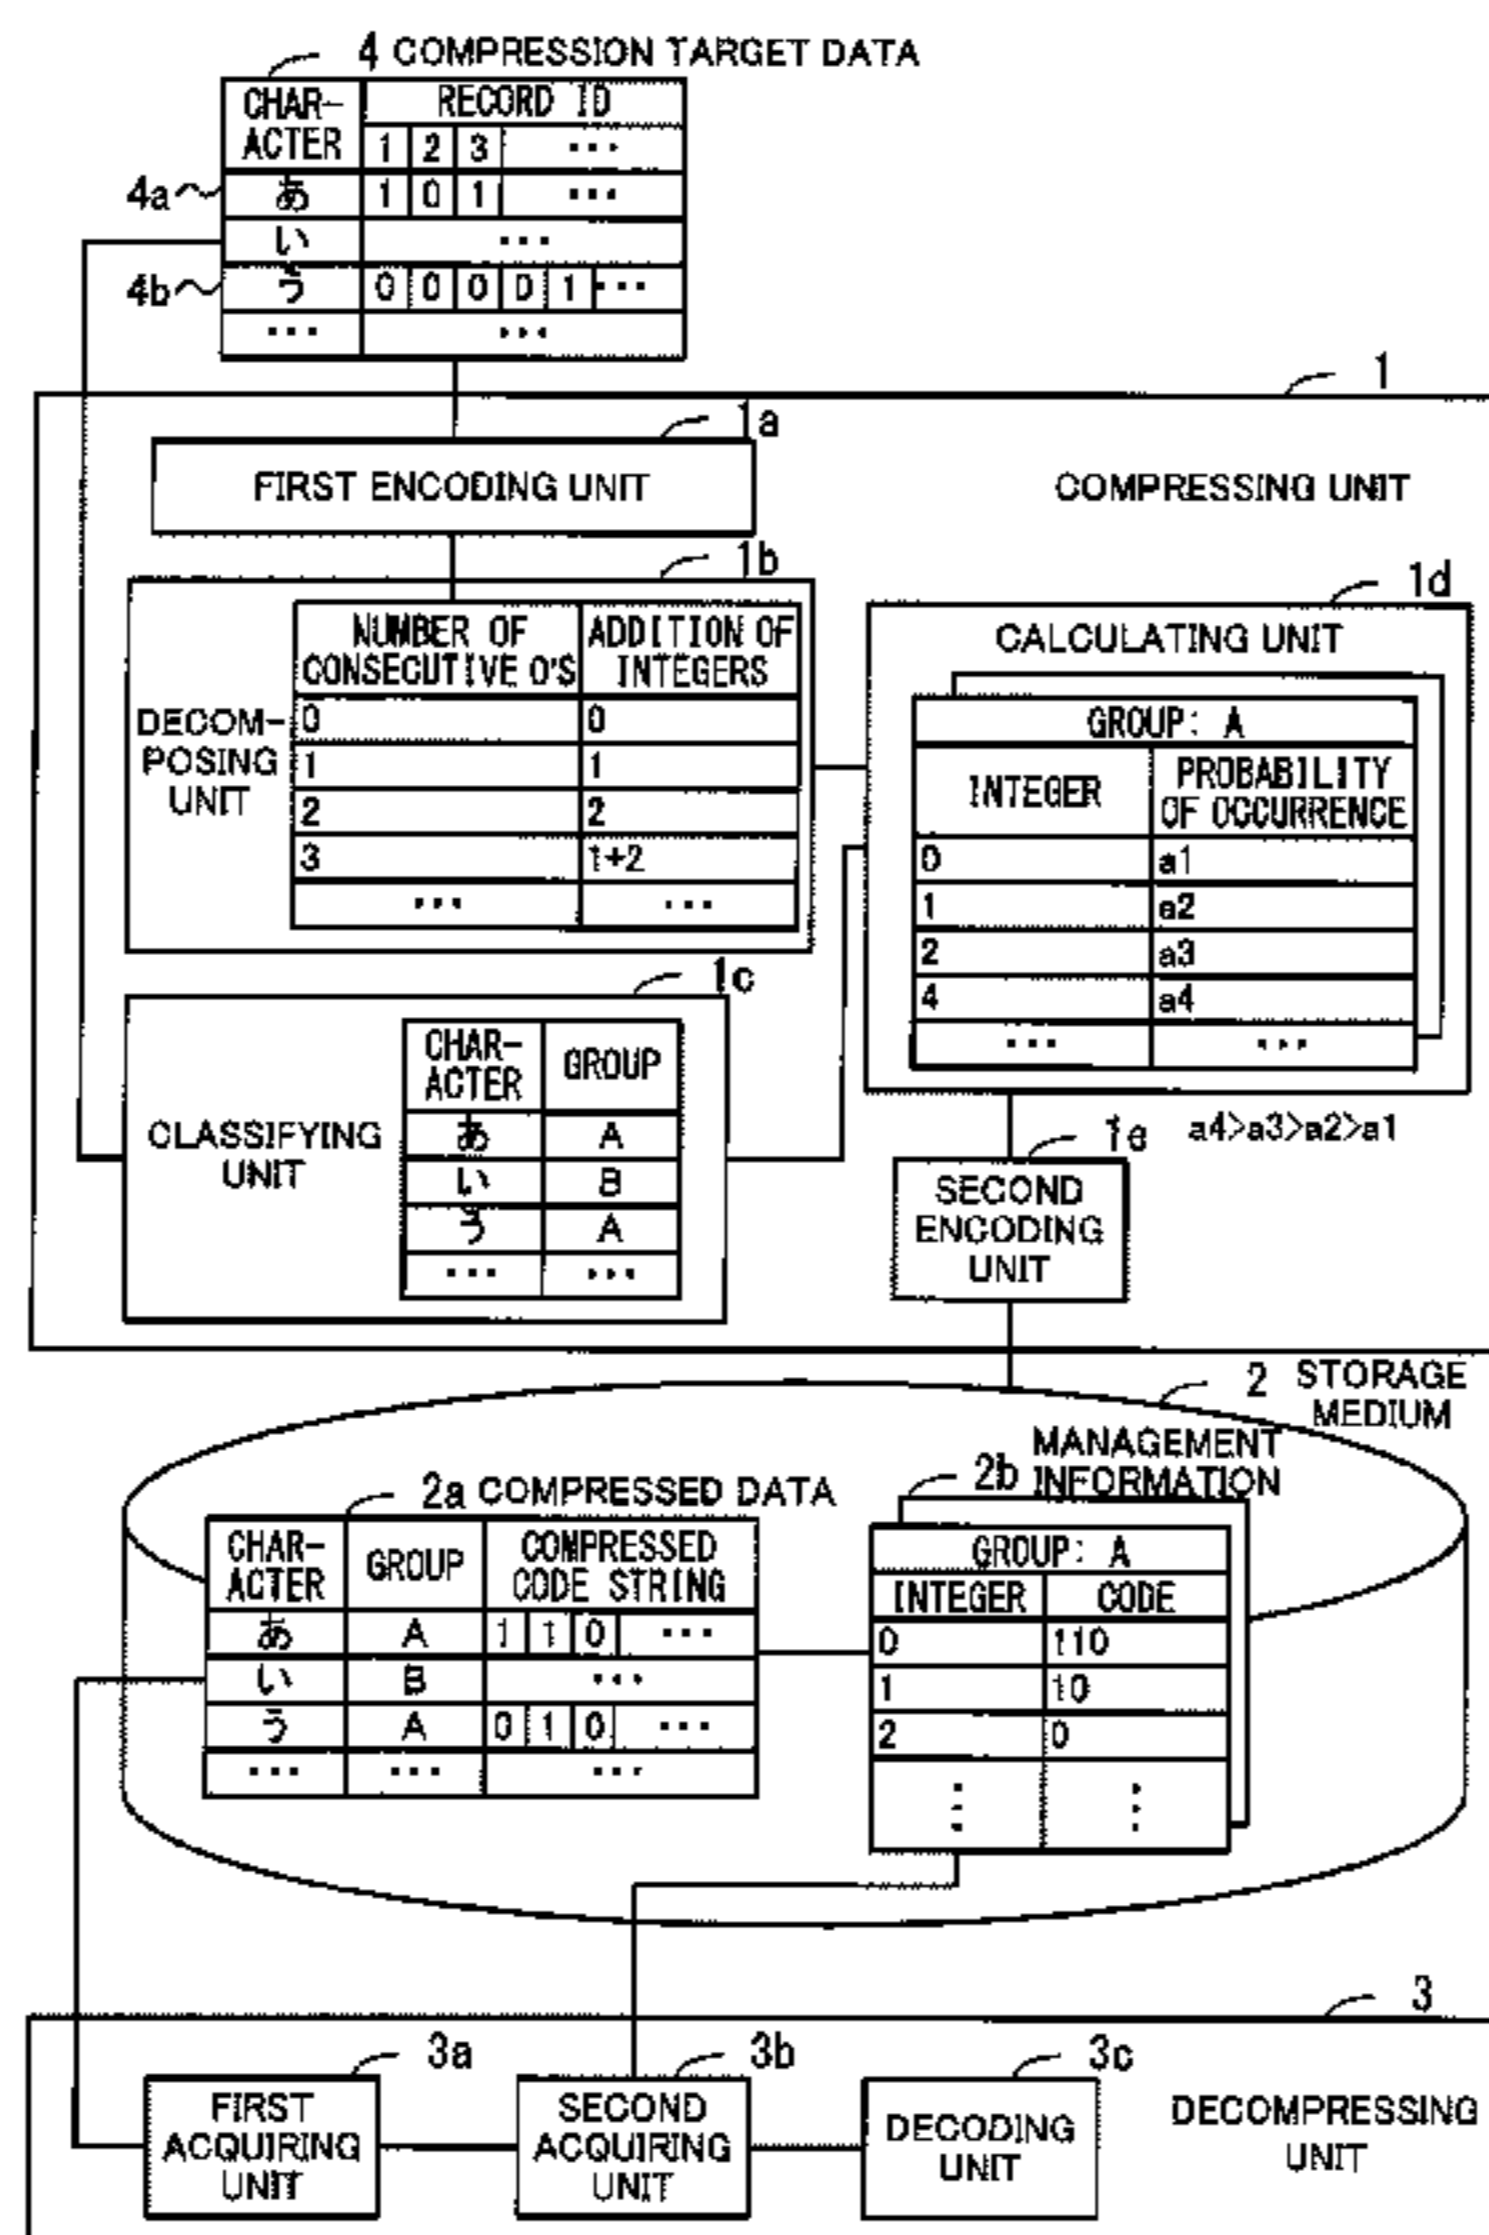 4 COMPRESSION TARGET DATA
CHAR-
ACTER
RECORD ID
1 2 3 ...
4a
あ 1 0 1 ...
い ...
4b
う 0 0 0 0 1 ...
... ...
1
1a
FIRST ENCODING UNIT
COMPRESSING UNIT
1b
DECOM-
POSING
UNIT
NUMBER OF
CONSECUTIVE 0'S
ADDITION OF
INTEGERS
0 0
1 1
2 2
3 1+2
... ...
1d
CALCULATING UNIT
GROUP: A
INTEGER
PROBABILITY
OF OCCURRENCE
0 a1
1 a2
2 a3
4 a4
... ...
a4>a3>a2>a1
1c
CLASSIFYING
UNIT
CHAR-
ACTER
GROUP
あ A
い B
う A
... ...
1e
SECOND
ENCODING
UNIT
2 STORAGE
MEDIUM
2a COMPRESSED DATA
CHAR-
ACTER
GROUP
COMPRESSED
CODE STRING
あ A 1 1 0 ...
い B ...
う A 0 1 0 ...
... ... ...
2b
MANAGEMENT
INFORMATION
GROUP: A
INTEGER CODE
0 110
1 10
2 0
⋮ ⋮
3
3a
FIRST
ACQUIRING
UNIT
3b
SECOND
ACQUIRING
UNIT
3c
DECODING
UNIT
DECOMPRESSING
UNIT